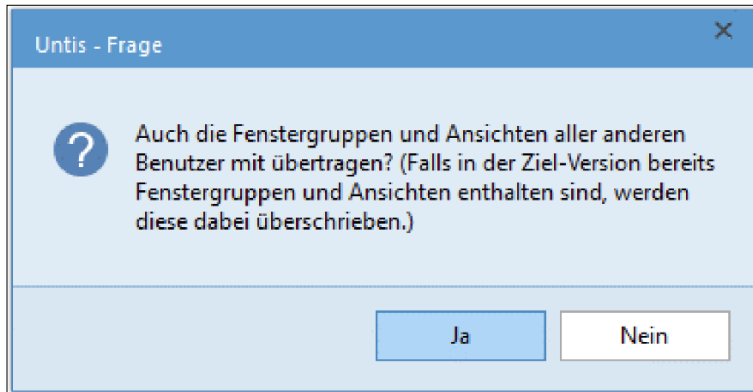 Untis - Frage
Auch die Fenstergruppen und Ansichten aller anderen
Benutzer mit übertragen? (Falls in der Ziel-Version bereits
Fenstergruppen und Ansichten enthalten sind, werden
diese dabei überschrieben.)
Ja
Nein